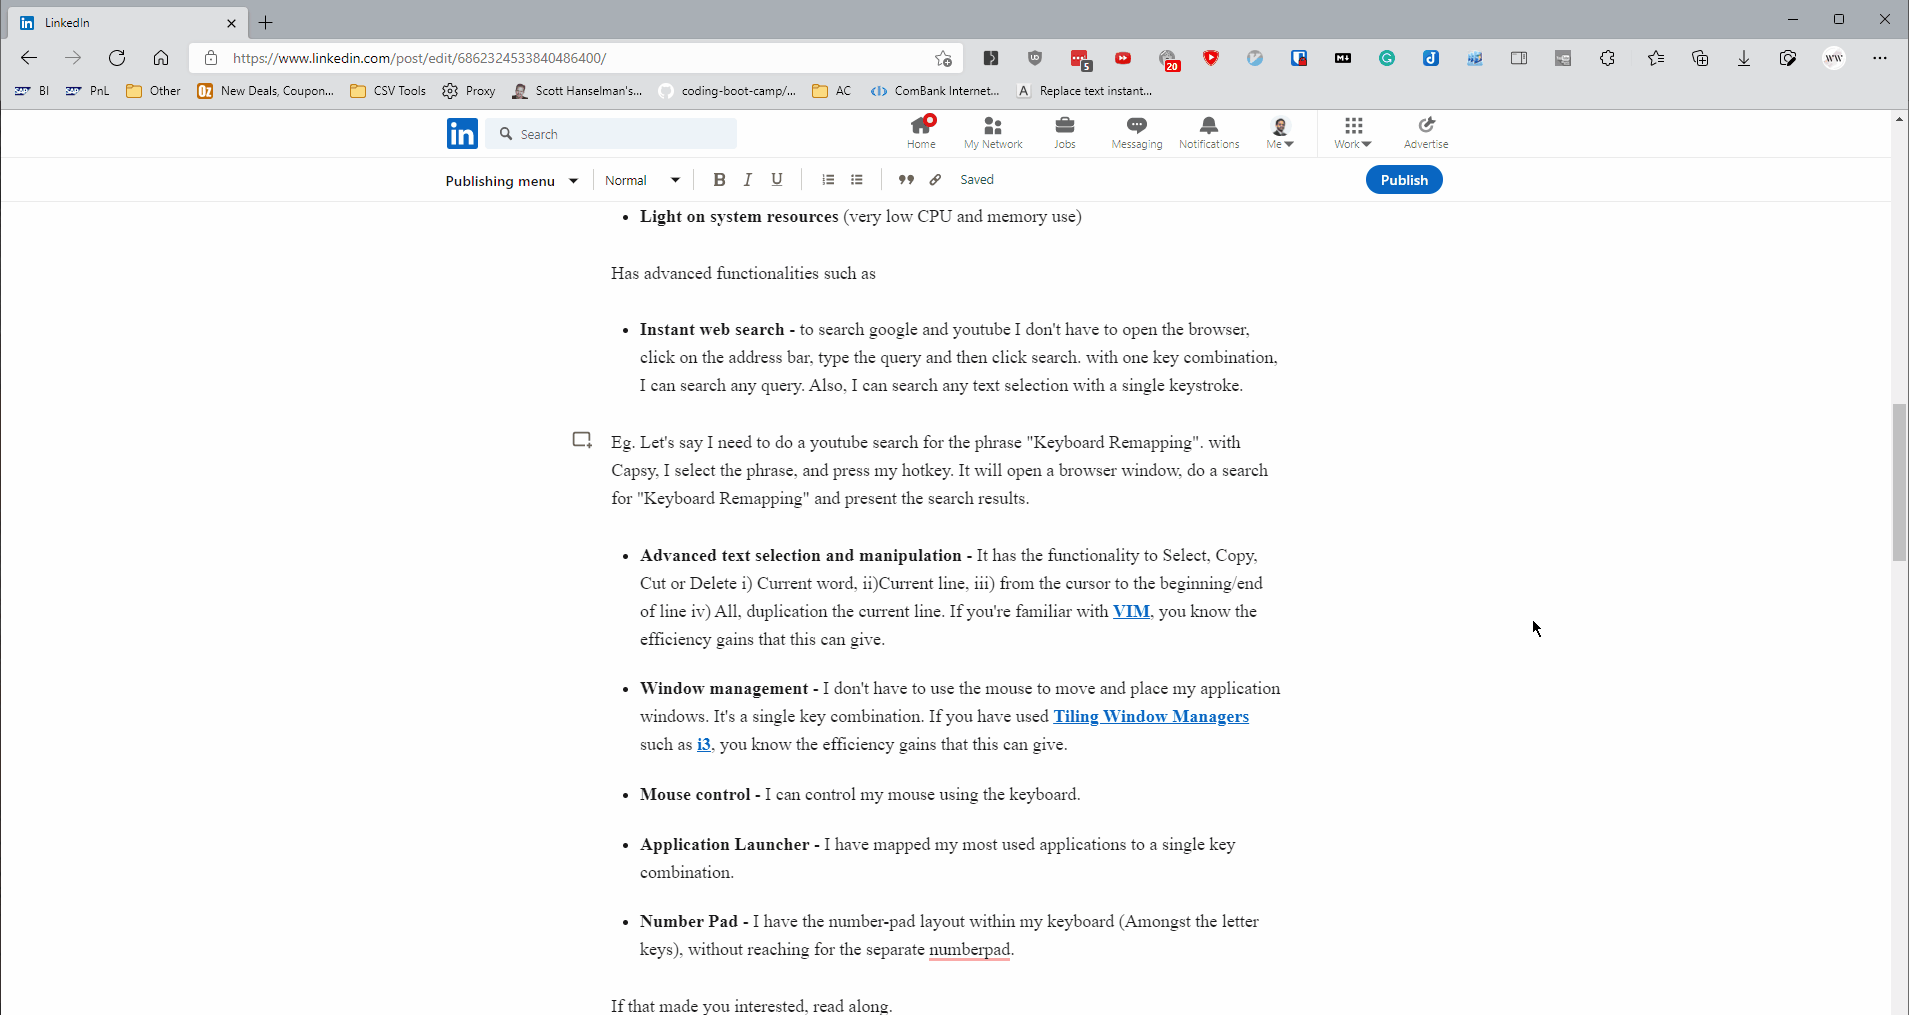 LinkedIn
https://www.linkedin.com/post/edit/6862324533840486400/
5
20
BI
PnL
Other
New Deals, Coupon...
CSV Tools
Proxy
Scott Hanselman's...
coding-boot-camp/...
AC
ComBank Internet...
Replace text instant...
in
Search
Home
My Network
Jobs
Messaging
Notifications
Me
Work
Advertise
Publishing menu
Normal
B
I
U
Saved
Publish
• Light on system resources (very low CPU and memory use)
Has advanced functionalities such as
• Instant web search - to search google and youtube I don't have to open the browser,
click on the address bar, type the query and then click search. with one key combination,
I can search any query. Also, I can search any text selection with a single keystroke.
Eg. Let's say I need to do a youtube search for the phrase "Keyboard Remapping". with
Capsy, I select the phrase, and press my hotkey. It will open a browser window, do a search
for "Keyboard Remapping" and present the search results.
• Advanced text selection and manipulation - It has the functionality to Select, Copy,
Cut or Delete i) Current word, ii)Current line, iii) from the cursor to the beginning/end
of line iv) All, duplication the current line. If you're familiar with VIM, you know the
efficiency gains that this can give.
• Window management - I don't have to use the mouse to move and place my application
windows. It's a single key combination. If you have used Tiling Window Managers
such as i3, you know the efficiency gains that this can give.
• Mouse control - I can control my mouse using the keyboard.
• Application Launcher - I have mapped my most used applications to a single key
combination.
• Number Pad - I have the number-pad layout within my keyboard (Amongst the letter
keys), without reaching for the separate numberpad.
If that made you interested, read along.